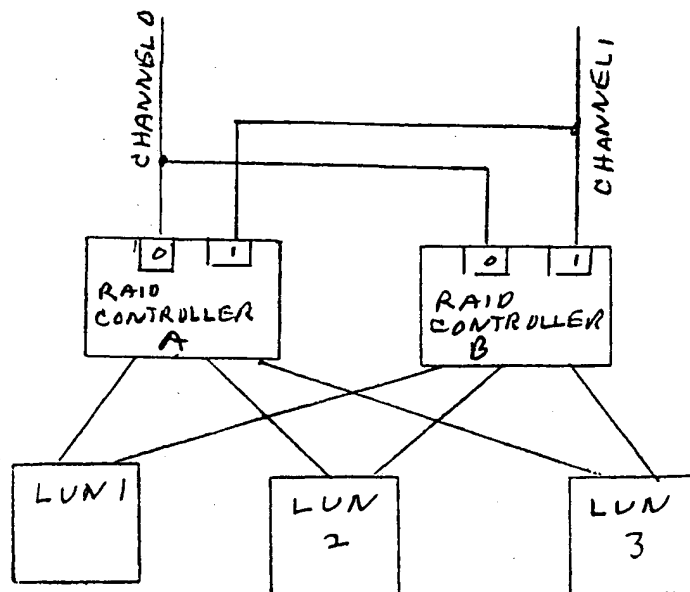 CHANNEL 0
CHANNEL 1
0
1
0
1
RAID
CONTROLLER
A
RAID
CONTROLLER
B
LUN 1
LUN
2
LUN
3